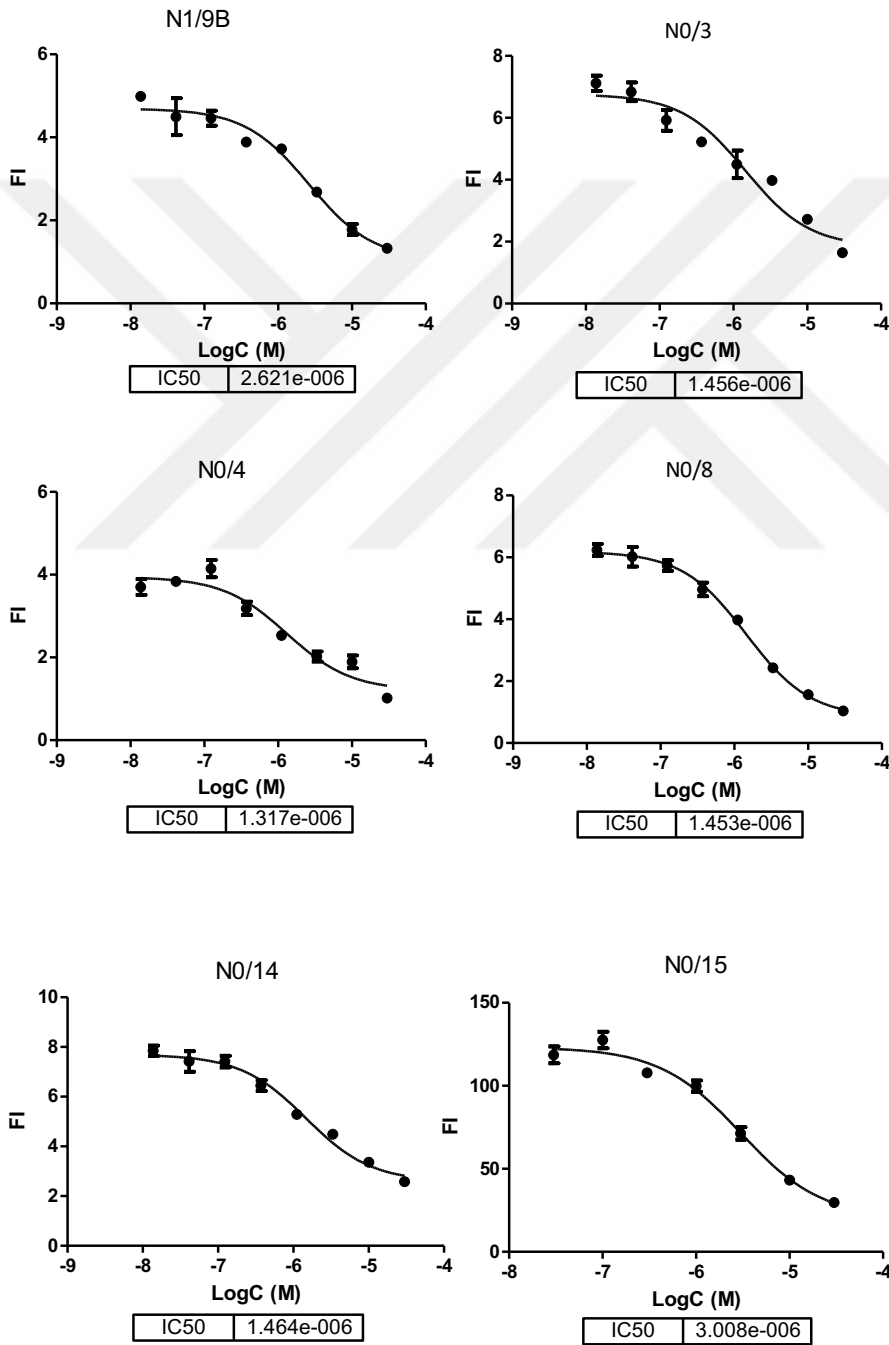 N1/9B
6
4
2
0
FI
-9 -8 -7 -6 -5 -4
LogC (M)
IC50 2.621e-006
N0/3
8
6
4
2
0
FI
-9 -8 -7 -6 -5 -4
LogC (M)
IC50 1.456e-006
N0/4
6
4
2
0
FI
-9 -8 -7 -6 -5 -4
LogC (M)
IC50 1.317e-006
N0/8
8
6
4
2
0
FI
-9 -8 -7 -6 -5 -4
LogC (M)
IC50 1.453e-006
N0/14
10
8
6
4
2
0
FI
-9 -8 -7 -6 -5 -4
LogC (M)
IC50 1.464e-006
N0/15
150
100
50
0
FI
-8 -7 -6 -5 -4
LogC (M)
IC50 3.008e-006